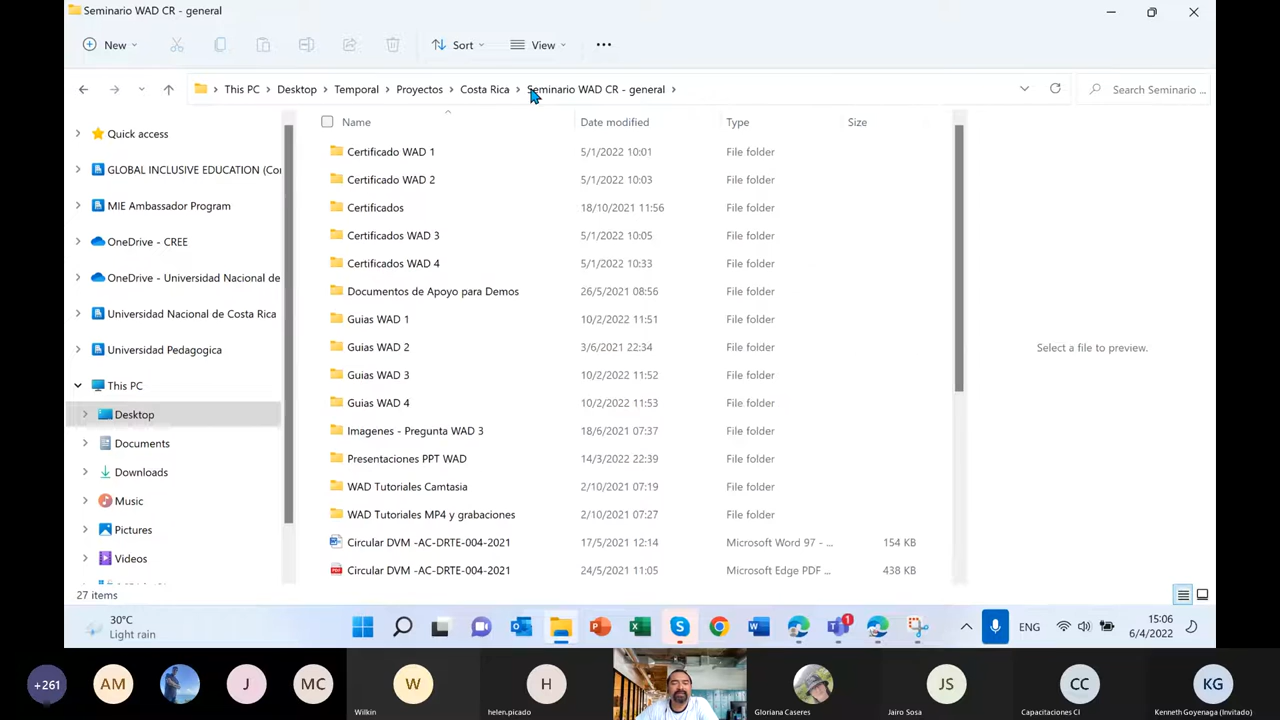 Seminario WAD CR - general
New
Sort
View
This PC > Desktop > Temporal > Proyectos > Costa Rica > Seminario WAD CR - general >
Search Seminario ...
Name Date modified Type Size
Quick access
GLOBAL INCLUSIVE EDUCATION (Co
MIE Ambassador Program
OneDrive - CREE
OneDrive - Universidad Nacional de
Universidad Nacional de Costa Rica
Universidad Pedagogica
This PC
Desktop
Documents
Downloads
Music
Pictures
Videos
Certificado WAD 1 5/1/2022 10:01 File folder
Certificado WAD 2 5/1/2022 10:03 File folder
Certificados 18/10/2021 11:56 File folder
Certificados WAD 3 5/1/2022 10:05 File folder
Certificados WAD 4 5/1/2022 10:33 File folder
Documentos de Apoyo para Demos 26/5/2021 08:56 File folder
Guias WAD 1 10/2/2022 11:51 File folder
Guias WAD 2 3/6/2021 22:34 File folder
Guias WAD 3 10/2/2022 11:52 File folder
Guias WAD 4 10/2/2022 11:53 File folder
Imagenes - Pregunta WAD 3 18/6/2021 07:37 File folder
Presentaciones PPT WAD 14/3/2022 22:39 File folder
WAD Tutoriales Camtasia 2/10/2021 07:19 File folder
WAD Tutoriales MP4 y grabaciones 2/10/2021 07:27 File folder
Circular DVM -AC-DRTE-004-2021 17/5/2021 12:14 Microsoft Word 97 - ... 154 KB
Circular DVM -AC-DRTE-004-2021 24/5/2021 11:05 Microsoft Edge PDF ... 438 KB
Select a file to preview.
27 items
30°C
Light rain
1
ENG
15:06
6/4/2022
+261
AM
J
MC
W
Wilkin
H
helen.picado
Gloriana Caseres
JS
Jairo Sosa
CC
Capacitaciones CI
KG
Kenneth Goyenaga (Invitado)